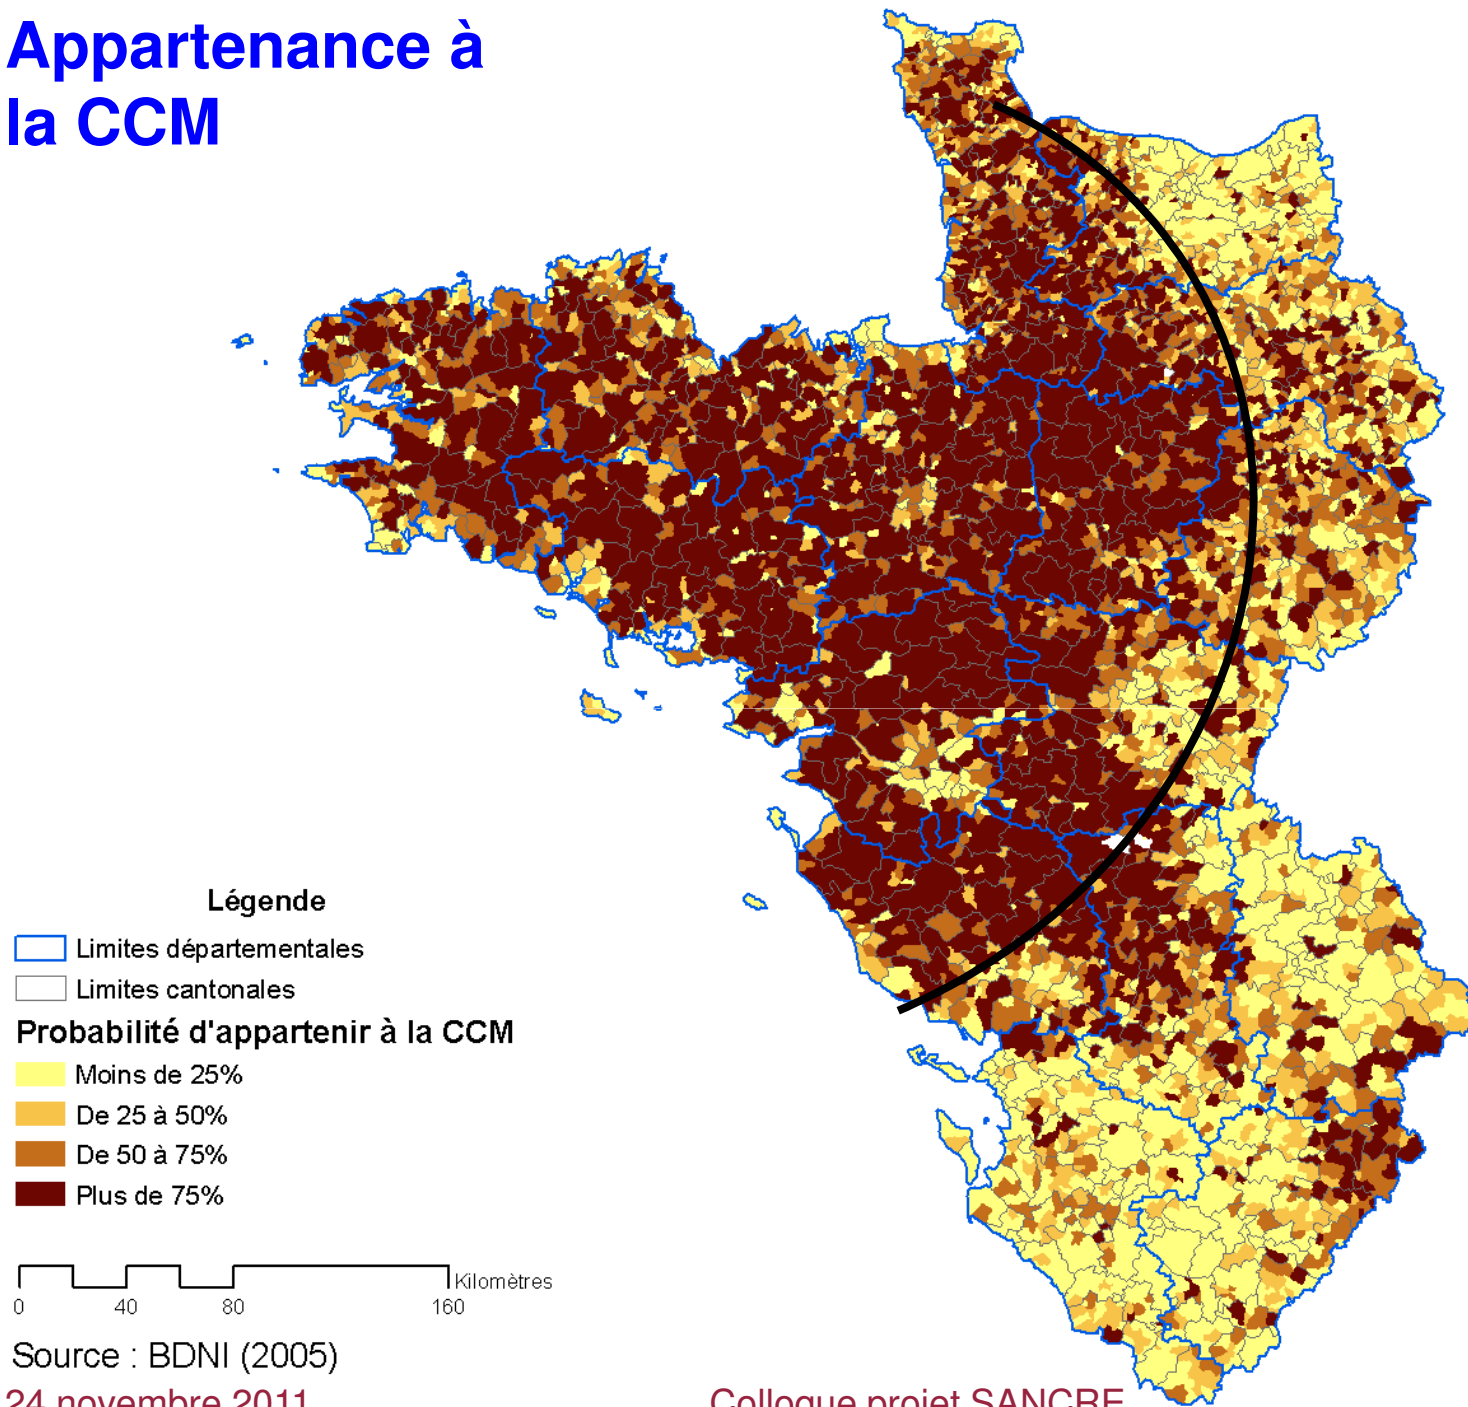 Appartenance à
la CCM
Légende
Limites départementales
Limites cantonales
Probabilité d'appartenir à la CCM
Moins de 25%
De 25 à 50%
De 50 à 75%
Plus de 75%
Kilomètres
0 40 80 160
Source : BDNI (2005)
24 novembre 2011 Colloque projet SANCRE